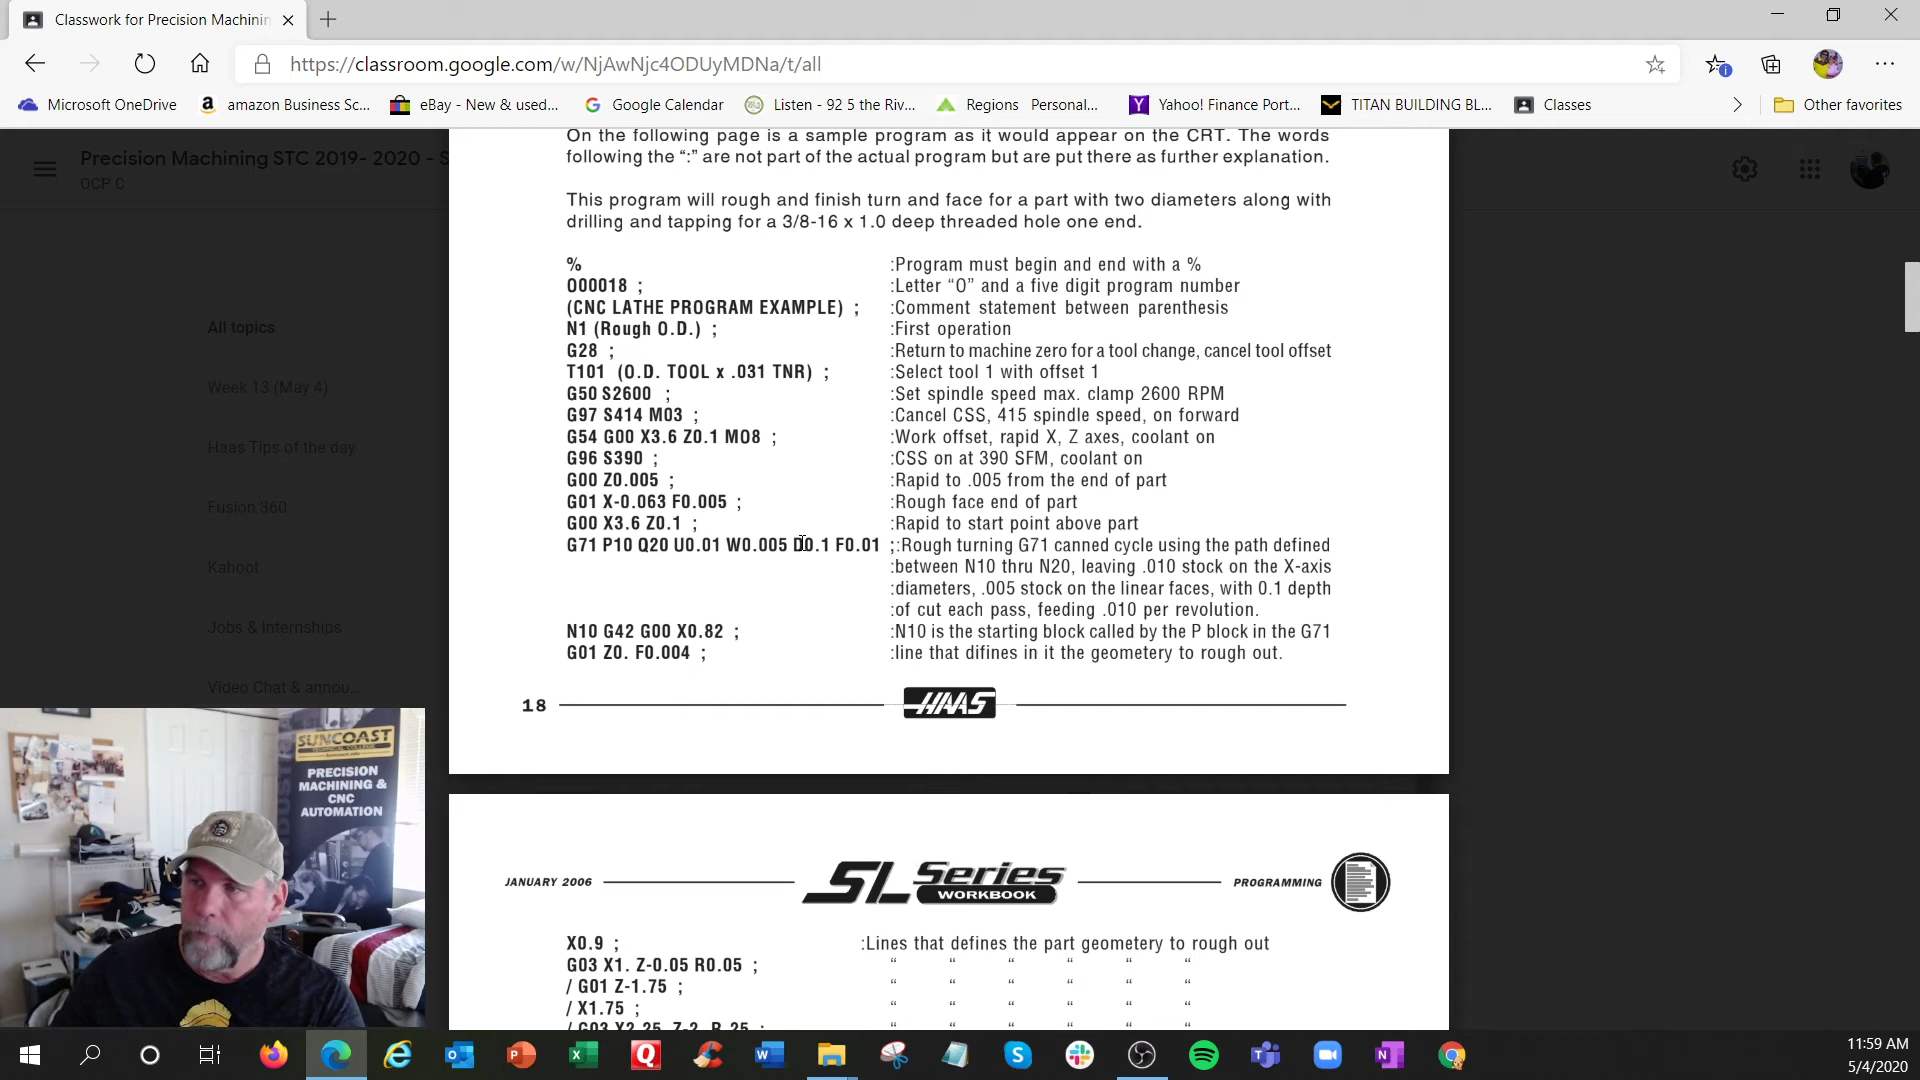 Classwork for Precision Machinin
https://classroom.google.com/w/NjAwNjc4ODUyMDNa/t/all
Microsoft OneDrive
amazon Business Sc...
eBay - New & used...
Google Calendar
Listen - 92 5 the Riv...
Regions Personal...
Yahoo! Finance Port...
TITAN BUILDING BL...
Classes
Other favorites
Precision Machining STC 2019- 2020 - S
OCP C
All topics
Week 13 (May 4)
Haas Tips of the day
Fusion 360
Kahoot
Jobs & Internships
Video Chat & annou...
On the following page is a sample program as it would appear on the CRT. The words
following the “:” are not part of the actual program but are put there as further explanation.
This program will rough and finish turn and face for a part with two diameters along with
drilling and tapping for a 3/8-16 x 1.0 deep threaded hole one end.
% :Program must begin and end with a %
O00018 ; :Letter “O” and a five digit program number
(CNC LATHE PROGRAM EXAMPLE) ; :Comment statement between parenthesis
N1 (Rough O.D.) ; :First operation
G28 ; :Return to machine zero for a tool change, cancel tool offset
T101 (O.D. TOOL x .031 TNR) ; :Select tool 1 with offset 1
G50 S2600 ; :Set spindle speed max. clamp 2600 RPM
G97 S414 M03 ; :Cancel CSS, 415 spindle speed, on forward
G54 G00 X3.6 Z0.1 M08 ; :Work offset, rapid X, Z axes, coolant on
G96 S390 ; :CSS on at 390 SFM, coolant on
G00 Z0.005 ; :Rapid to .005 from the end of part
G01 X-0.063 F0.005 ; :Rough face end of part
G00 X3.6 Z0.1 ; :Rapid to start point above part
G71 P10 Q20 U0.01 W0.005 D0.1 F0.01 ;:Rough turning G71 canned cycle using the path defined
:between N10 thru N20, leaving .010 stock on the X-axis
:diameters, .005 stock on the linear faces, with 0.1 depth
:of cut each pass, feeding .010 per revolution.
N10 G42 G00 X0.82 ; :N10 is the starting block called by the P block in the G71
G01 Z0. F0.004 ; :line that difines in it the geometery to rough out.
18
HAAS
JANUARY 2006
SL Series
WORKBOOK
PROGRAMMING
X0.9 ; :Lines that defines the part geometery to rough out
G03 X1. Z-0.05 R0.05 ; “ “ “ “ “ “
/ G01 Z-1.75 ; “ “ “ “ “ “
/ X1.75 ; “ “ “ “ “ “
/ G03 X2.25 Z-2. R.25 ; “ “ “ “ “ “
SUNCOAST
TECHNICAL COLLEGE
PRECISION
MACHINING &
CNC
AUTOMATION
11:59 AM
5/4/2020